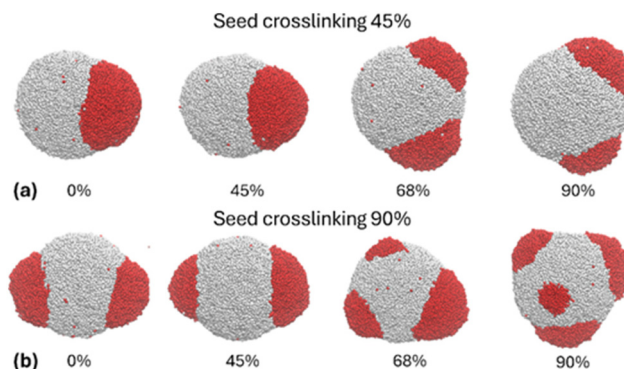 Seed crosslinking 45%
(a) 0% 45% 68% 90%
Seed crosslinking 90%
(b) 0% 45% 68% 90%